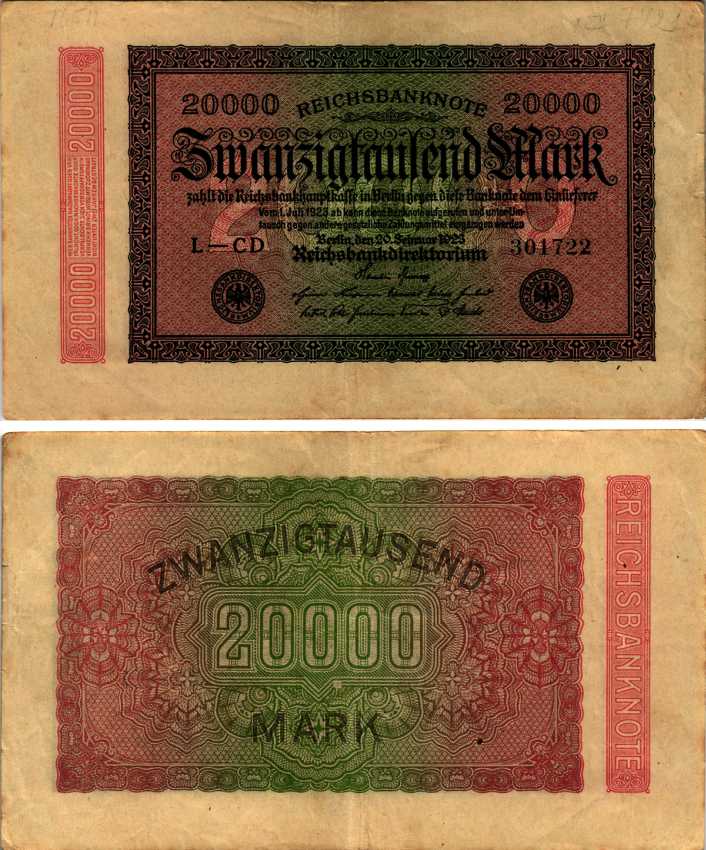 20000 REICHSBANKNOTE 20000
Zwanzigtausend Mark
zahlt die Reichsbankhauptkasse in Berlin gegen diese Banknote dem Einlieferer
Vom 1. Juli 1923 ab kann diese Banknote aufgerufen und unter Um-
tausch gegen andere gesetzliche Zahlungsmittel eingezogen werden
Berlin, den 20. Februar 1923
L—CD Reichsbankdirektorium 301722
20000 20000
ZWANZIGTAUSEND
20000
MARK
REICHSBANKNOTE